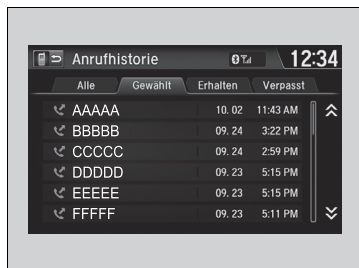 Anrufhistorie 12:34
Alle Gewählt Erhalten Verpasst
AAAAA 10. 02 11:43 AM
BBBBB 09. 24 3:22 PM
CCCCC 09. 24 2:59 PM
DDDDD 09. 23 5:15 PM
EEEEE 09. 23 5:15 PM
FFFFF 09. 23 5:11 PM